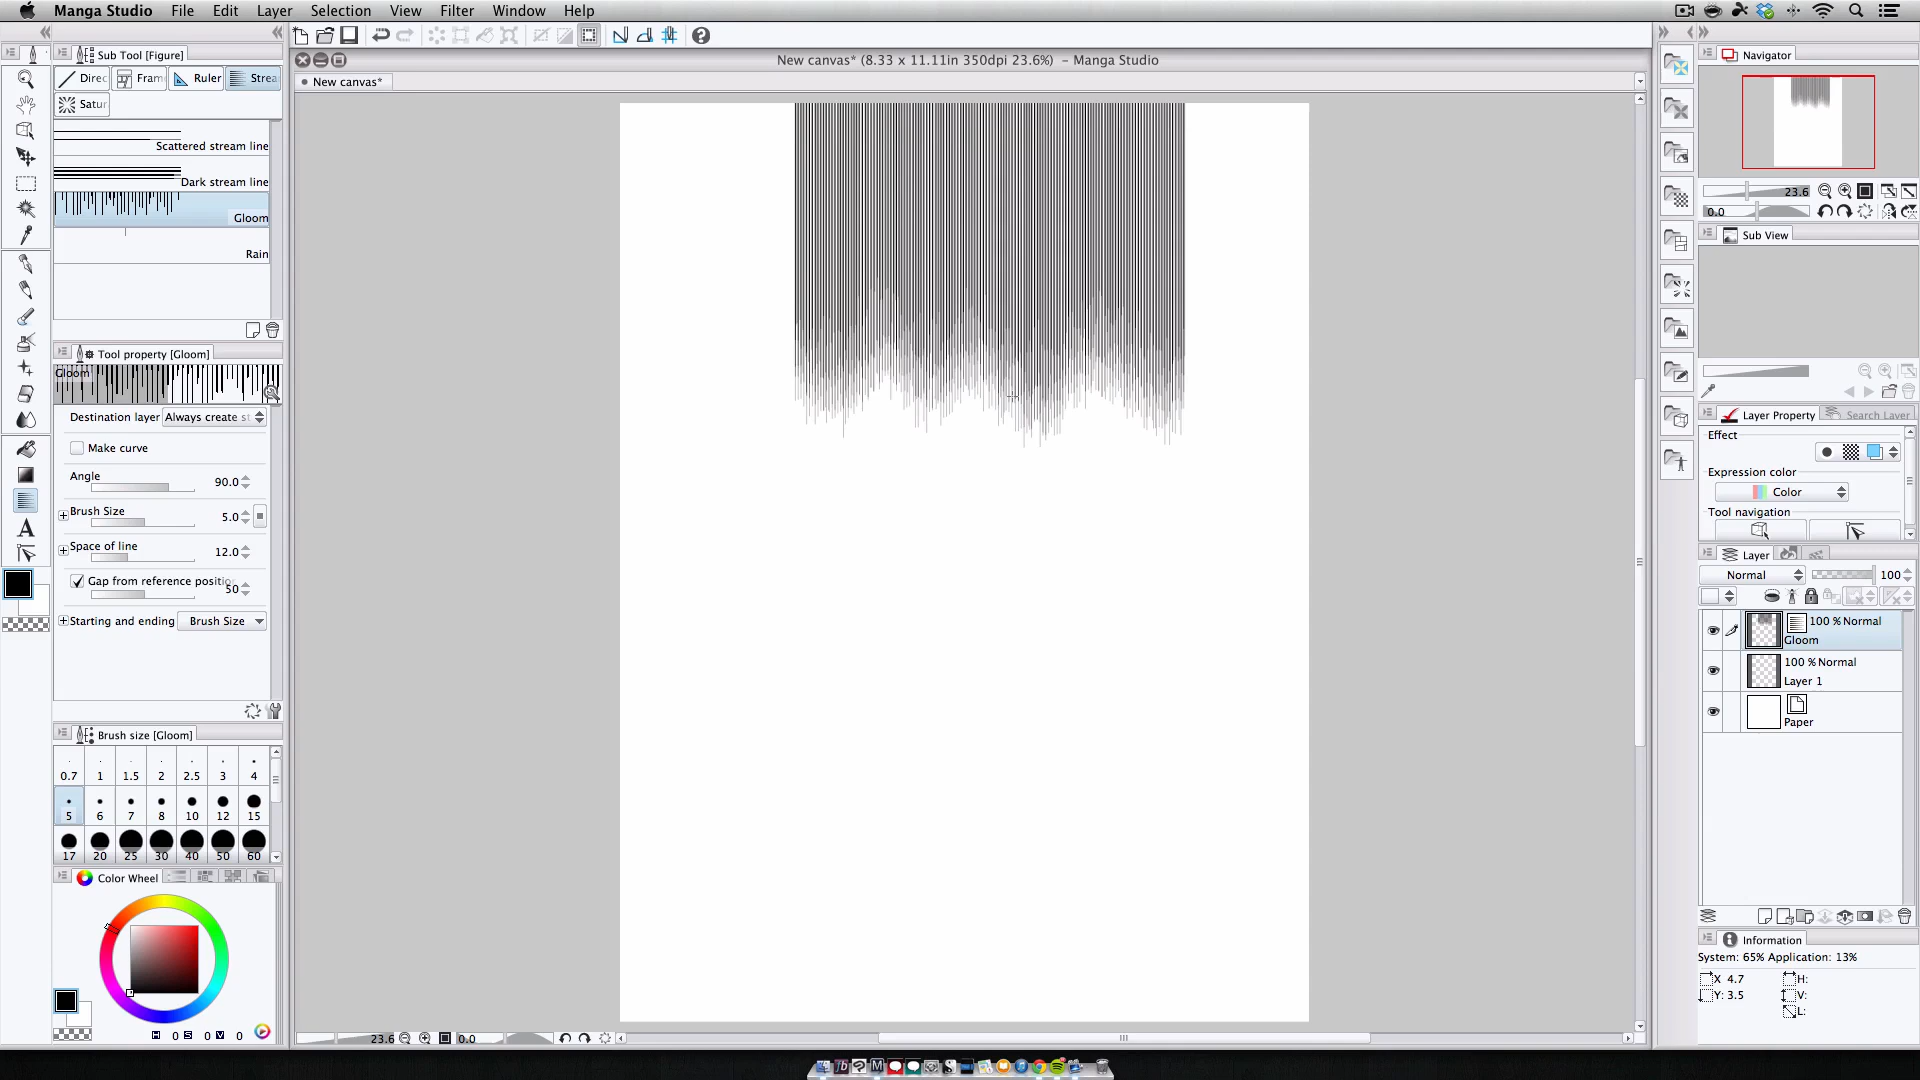 Manga Studio File Edit Layer Selection View Filter Window Help
Sub Tool [Figure]
Direc Fram Ruler Strea
Satur
Scattered stream line
Dark stream line
Gloom
Rain
Tool property [Gloom]
Gloom
Destination layer Always create st
Make curve
Angle 90.0
Brush Size 5.0
Space of line 12.0
Gap from reference positio 50
Starting and ending Brush Size
Brush size [Gloom]
0.7 1 1.5 2 2.5 3 4
5 6 7 8 10 12 15
17 20 25 30 40 50 60
Color Wheel
H 0 S 0 V 0
New canvas* (8.33 x 11.11in 350dpi 23.6%) - Manga Studio
New canvas*
23.6 0.0
Navigator
23.6
0.0
Sub View
Layer Property Search Layer
Effect
Expression color
Color
Tool navigation
Layer
Normal 100
100 % Normal
Gloom
100 % Normal
Layer 1
Paper
Information
System: 65% Application: 13%
X 4.7 H:
Y: 3.5 V:
L: